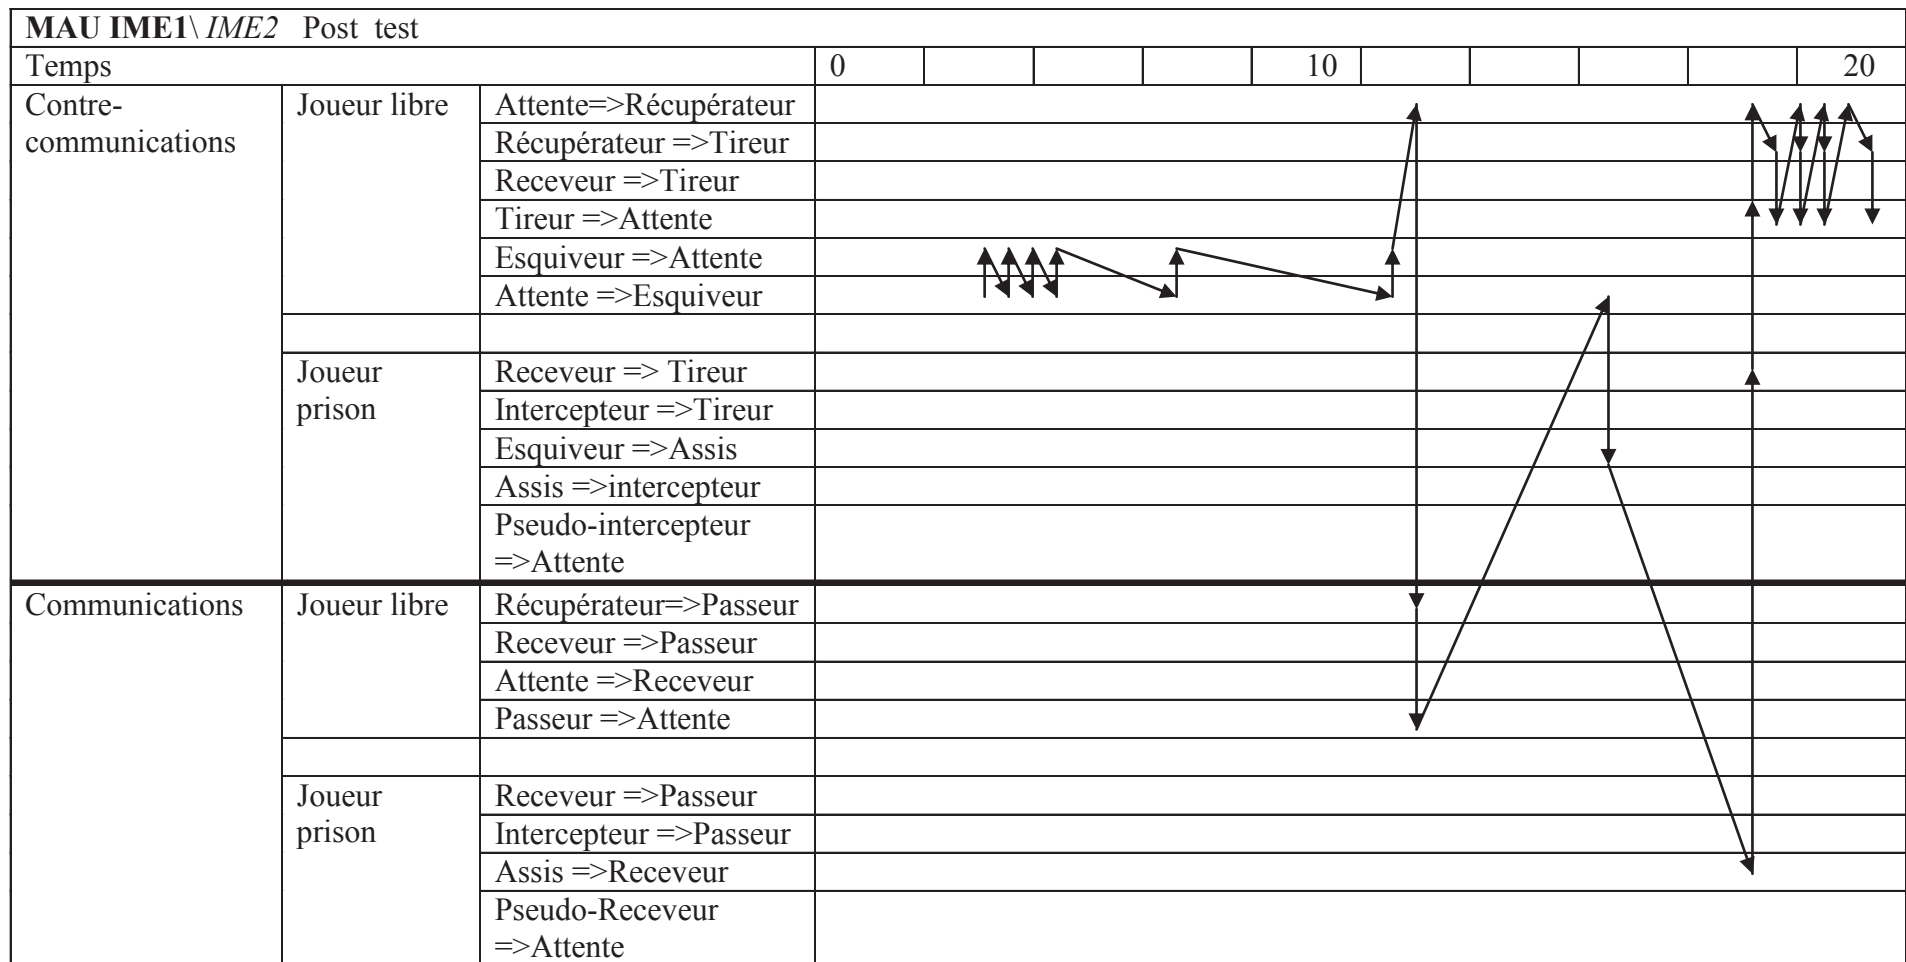 MAU IME1\ IME2 Post test
Temps 0 10 20
Contre- Joueur libre Attente=>Récupérateur
communications Récupérateur =>Tireur
Receveur =>Tireur
Tireur =>Attente
Esquiveur =>Attente
Attente =>Esquiveur
Joueur Receveur => Tireur
prison Intercepteur =>Tireur
Esquiveur =>Assis
Assis =>intercepteur
Pseudo-intercepteur
=>Attente
Communications Joueur libre Récupérateur=>Passeur
Receveur =>Passeur
Attente =>Receveur
Passeur =>Attente
Joueur Receveur =>Passeur
prison Intercepteur =>Passeur
Assis =>Receveur
Pseudo-Receveur
=>Attente